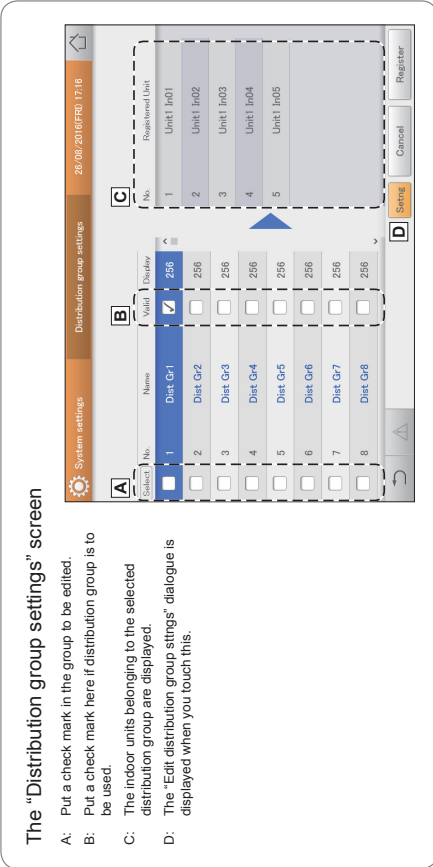 The “Distribution group settings” screen
A: Put a check mark in the group to be edited.
B: Put a check mark here if distribution group is to
be used.
C: The indoor units belonging to the selected
distribution group are displayed.
D: The “Edit distribution group sttngs” dialogue is
displayed when you touch this.
System settings Distribution group settings 26/08/2016(FRI) 17:16
A B C
Select No. Name Valid Display No. Registered Unit
1 Dist Gr1 256 1 Unit1 In01
2 Dist Gr2 256 2 Unit1 In02
3 Dist Gr3 256 3 Unit1 In03
4 Dist Gr4 256 4 Unit1 In04
5 Dist Gr5 256 5 Unit1 In05
6 Dist Gr6 256
7 Dist Gr7 256
8 Dist Gr8 256
D Setng Cancel Register